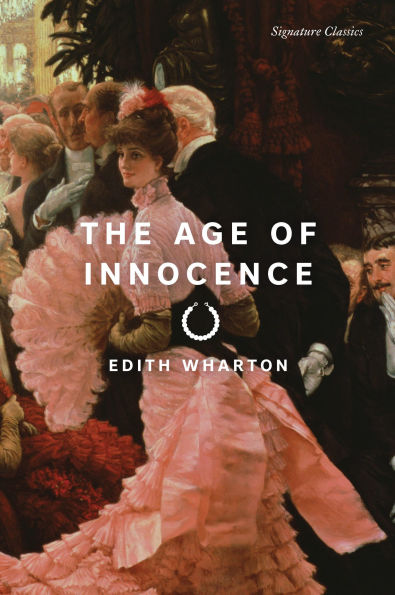 Signature Classics
THE AGE OF
INNOCENCE
EDITH WHARTON